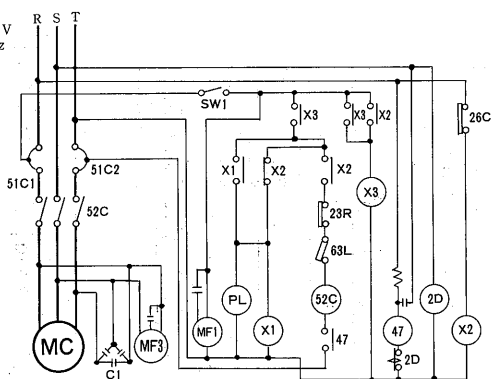 V
z
R S T
SW1
X3
X3
X2
26C
51C1
51C2
52C
X1
X2
X2
X3
23R
63L
PL
52C
MF1
X1
47
47
2D
X2
2D
MC
C1
MF3